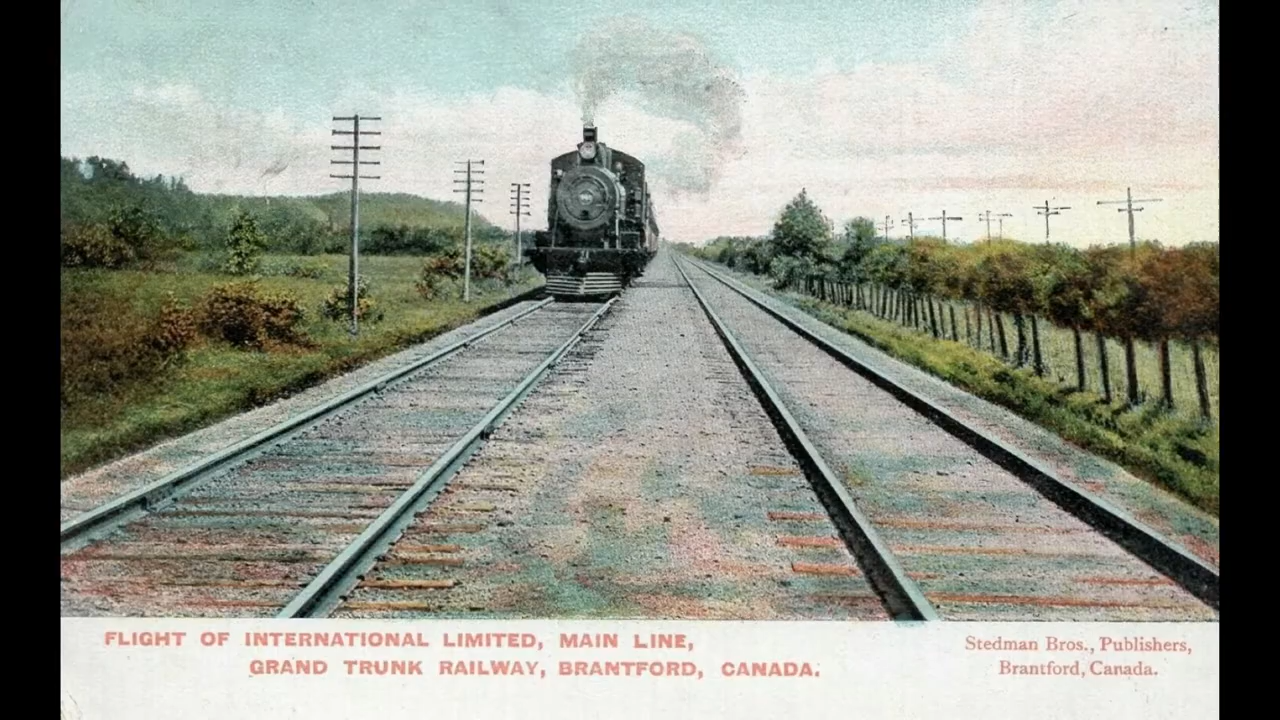 FLIGHT OF INTERNATIONAL LIMITED, MAIN LINE,
GRAND TRUNK RAILWAY, BRANTFORD, CANADA.
Stedman Bros., Publishers,
Brantford, Canada.